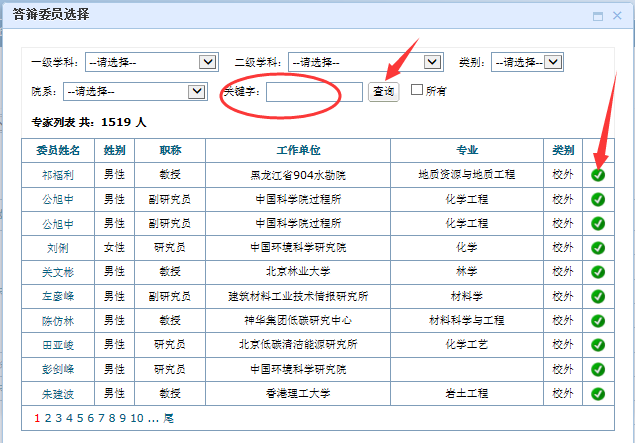 答辩委员选择
一级学科: --请选择-- 二级学科: --请选择-- 类别: --请选择--
院系: --请选择-- 关键字: 查询 所有
专家列表 共: 1519 人
委员姓名 性别 职称 工作单位 专业 类别
祁福利 男性 教授 黑龙江省904水勘院 地质资源与地质工程 校外
公旭中 男性 副研究员 中国科学院过程所 化学工程 校外
公旭中 男性 副研究员 中国科学院过程所 化学工程 校外
刘俐 女性 研究员 中国环境科学研究院 化学 校外
关文彬 男性 教授 北京林业大学 林学 校外
左彦峰 男性 副研究员 建筑材料工业技术情报研究所 材料学 校外
陈仿林 男性 教授 神华集团低碳研究中心 材料科学与工程 校外
田亚峻 男性 研究员 北京低碳清洁能源研究所 化学工艺 校外
彭剑峰 男性 研究员 中国环境科学研究院 校外
朱建波 男性 教授 香港理工大学 岩土工程 校外
1 2 3 4 5 6 7 8 9 10 ... 尾